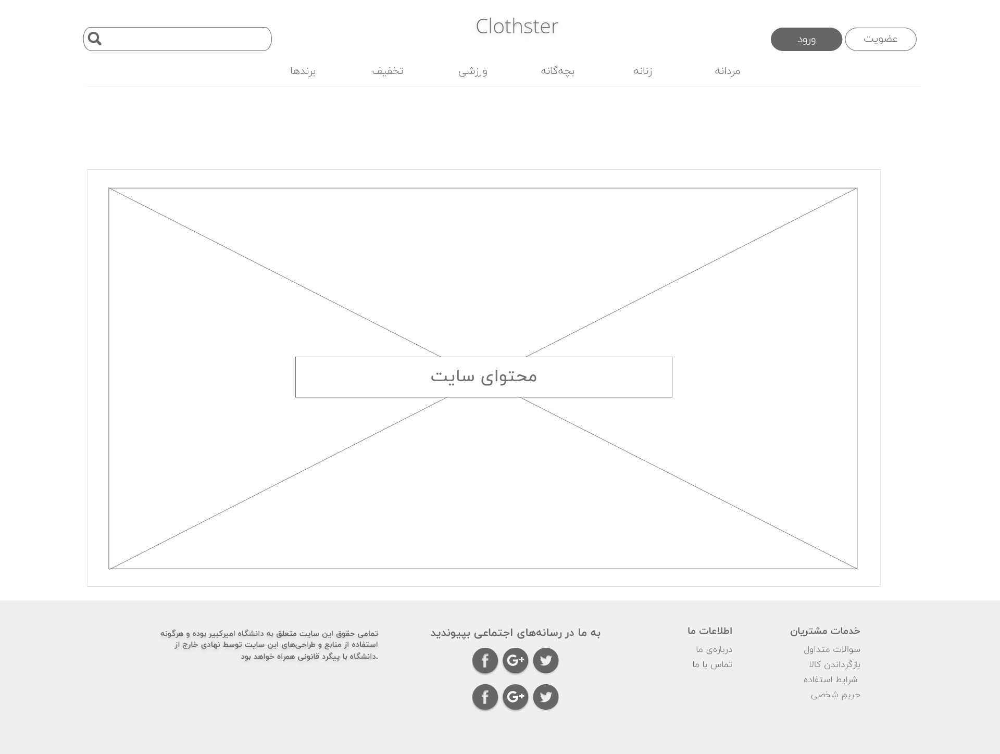 Clothster
عضویت
ورود
مردانه
زنانه
بچه‌گانه
ورزشی
تخفیف
برندها
محتوای سایت
خدمات مشتریان
سوالات متداول
بازگرداندن کالا
شرایط استفاده
حریم شخصی
اطلاعات ما
درباره‌ی ما
تماس با ما
به ما در رسانه‌های اجتماعی بپیوندید
f
G+
f
G+
تمامی حقوق این سایت متعلق به دانشگاه امیرکبیر بوده و هرگونه
استفاده از منابع و طراحی‌های این سایت توسط نهادی خارج از
.دانشگاه با پیگرد قانونی همراه خواهد بود